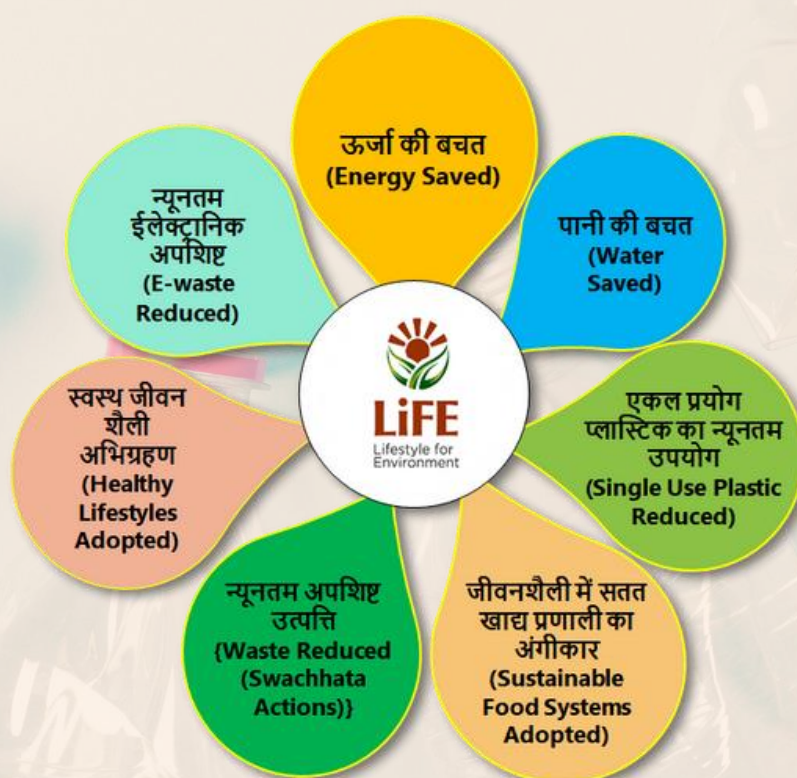 ऊर्जा की बचत
(Energy Saved)
पानी की बचत
(Water
Saved)
एकल प्रयोग
प्लास्टिक का न्यूनतम
उपयोग
(Single Use Plastic
Reduced)
जीवनशैली में सतत
खाद्य प्रणाली का
अंगीकार
(Sustainable
Food Systems
Adopted)
न्यूनतम अपशिष्ट
उत्पत्ति
{Waste Reduced
(Swachhata
Actions)}
स्वस्थ जीवन
शैली
अभिग्रहण
(Healthy
Lifestyles
Adopted)
न्यूनतम
ईलेक्ट्रानिक
अपशिष्ट
(E-waste
Reduced)
LiFE
Lifestyle for
Environment